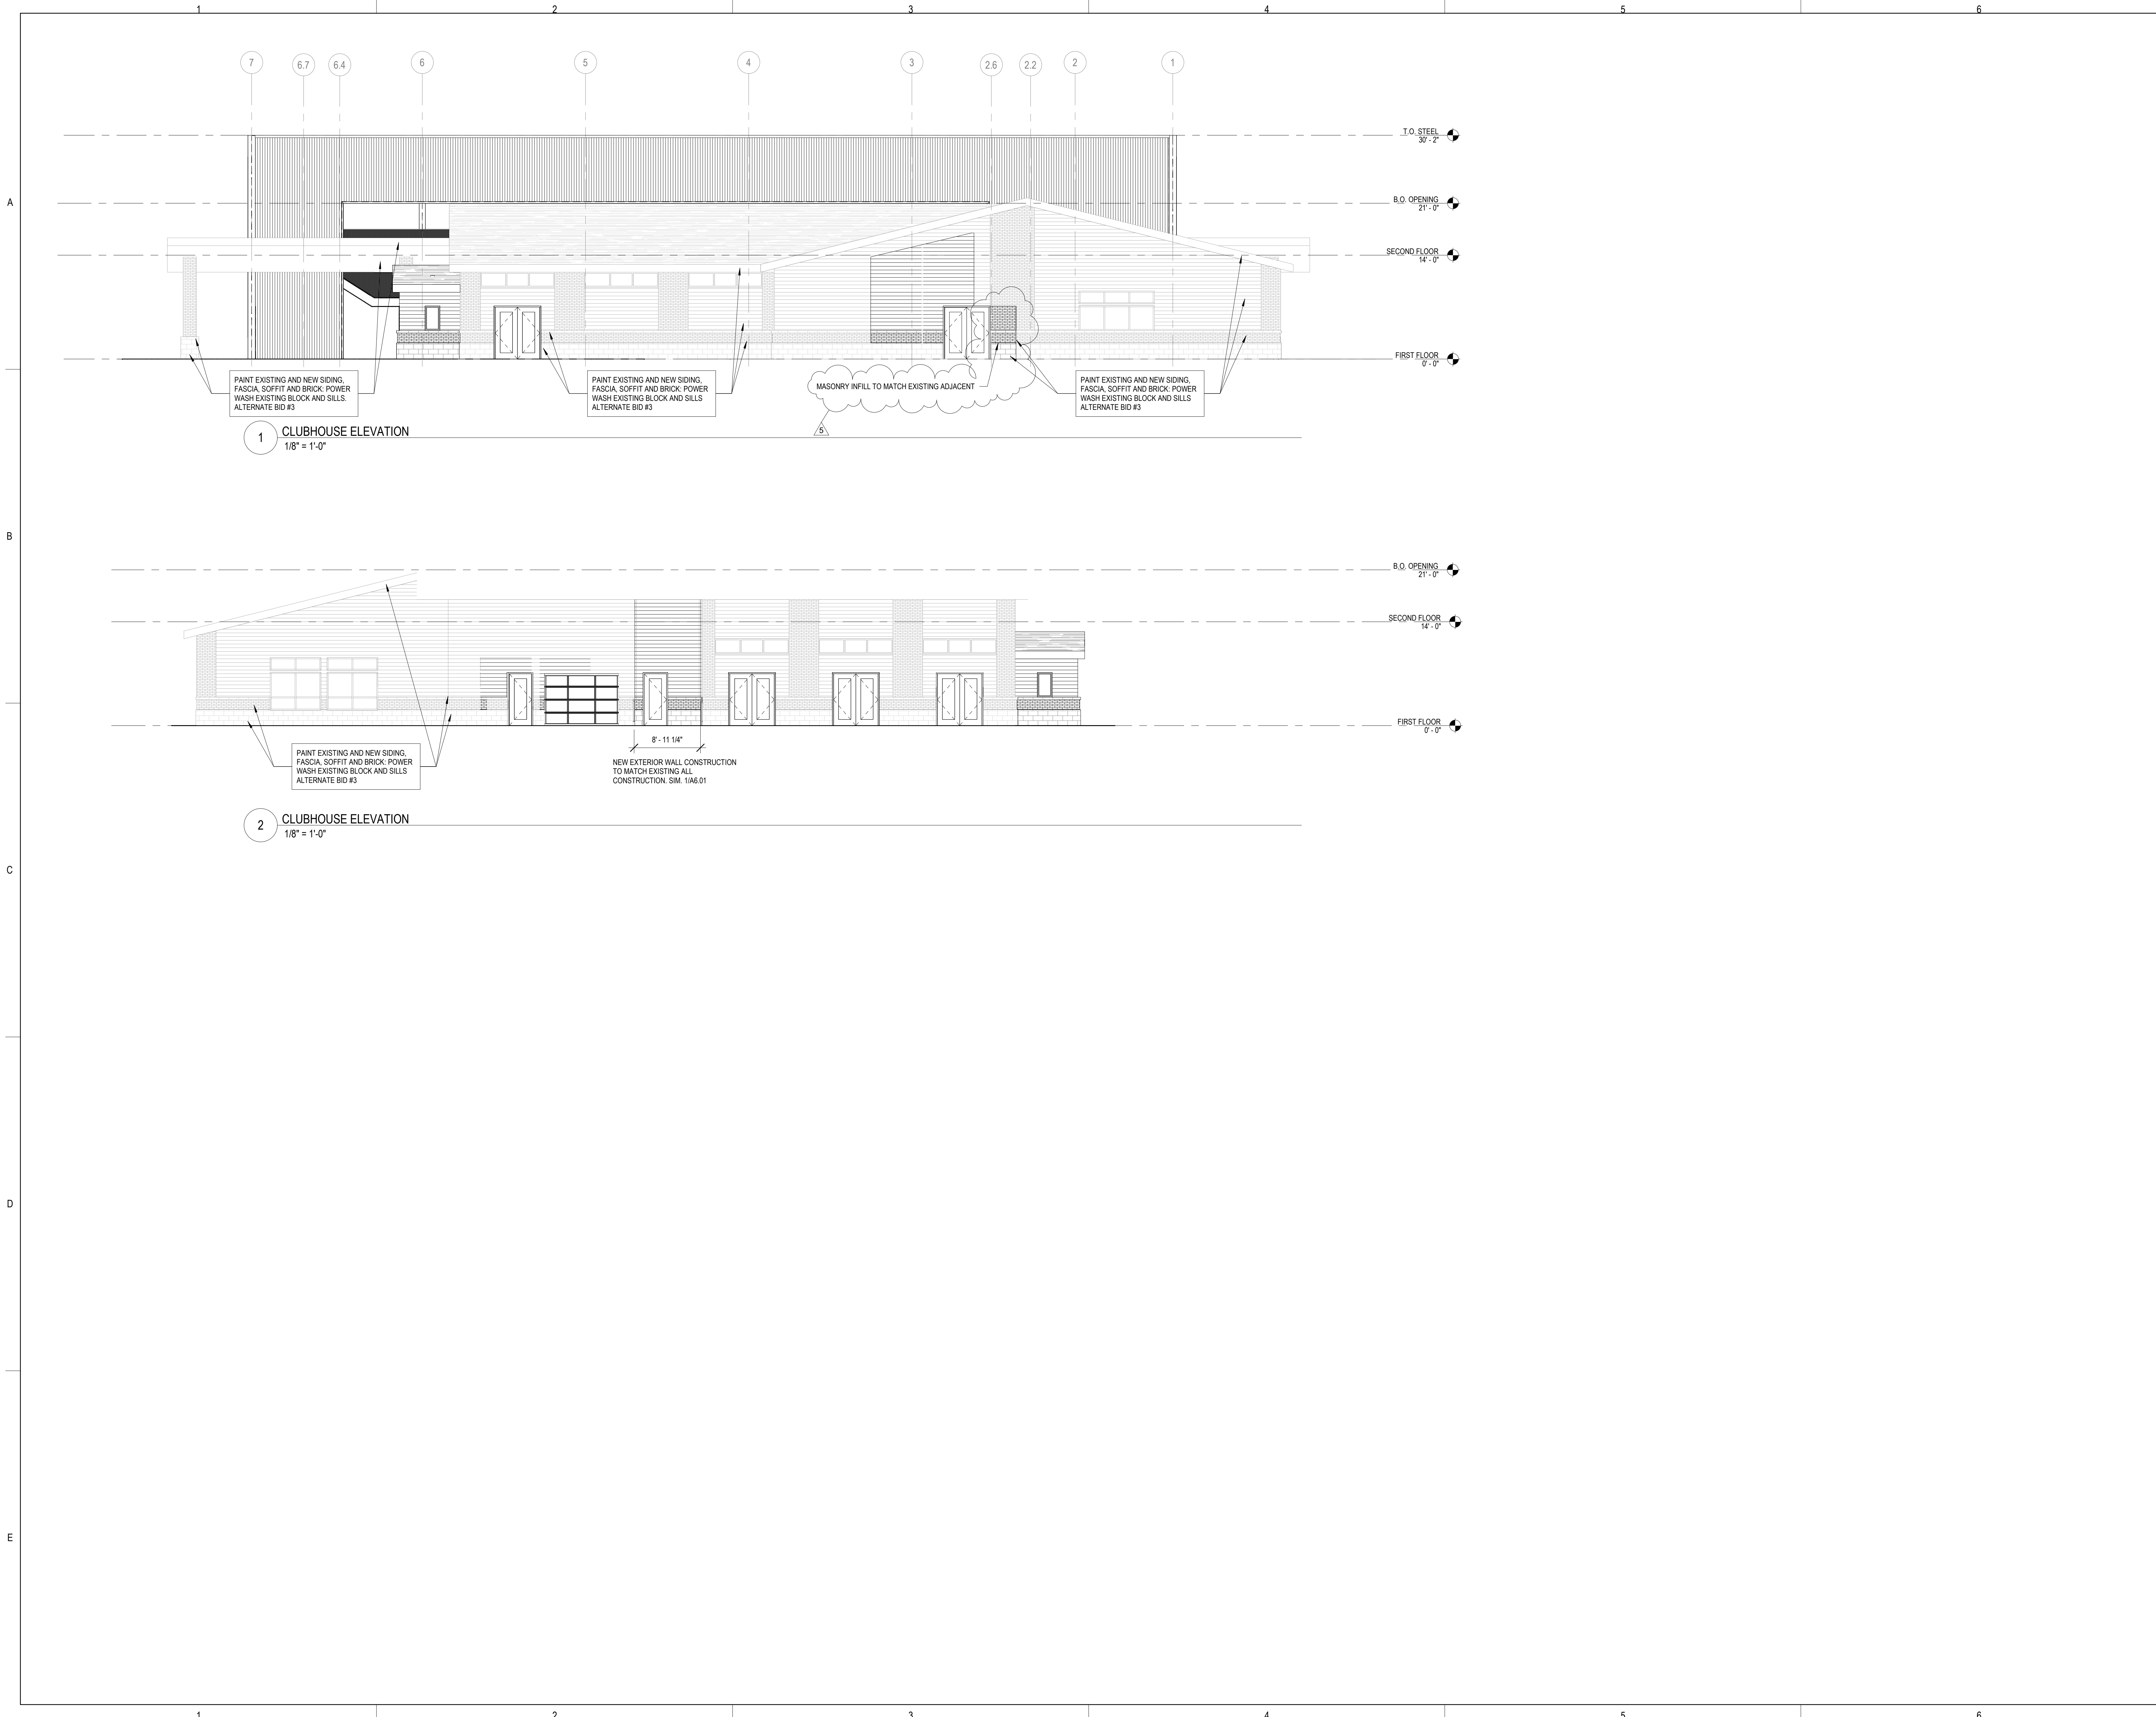 1 2 3 4 5 6
7 6.7 6.4 6 5 4 3 2.6 2.2 2 1
T.O. STEEL
30' - 2"
A
B.O. OPENING
21' - 0"
SECOND FLOOR
14' - 0"
FIRST FLOOR
0' - 0"
PAINT EXISTING AND NEW SIDING,
FASCIA, SOFFIT AND BRICK: POWER
WASH EXISTING BLOCK AND SILLS.
ALTERNATE BID #3
PAINT EXISTING AND NEW SIDING,
FASCIA, SOFFIT AND BRICK: POWER
WASH EXISTING BLOCK AND SILLS
ALTERNATE BID #3
MASONRY INFILL TO MATCH EXISTING ADJACENT
PAINT EXISTING AND NEW SIDING,
FASCIA, SOFFIT AND BRICK: POWER
WASH EXISTING BLOCK AND SILLS
ALTERNATE BID #3
5
1 CLUBHOUSE ELEVATION
1/8" = 1'-0"
B
B.O. OPENING
21' - 0"
SECOND FLOOR
14' - 0"
FIRST FLOOR
0' - 0"
8' - 11 1/4"
PAINT EXISTING AND NEW SIDING,
FASCIA, SOFFIT AND BRICK: POWER
WASH EXISTING BLOCK AND SILLS
ALTERNATE BID #3
NEW EXTERIOR WALL CONSTRUCTION
TO MATCH EXISTING ALL
CONSTRUCTION. SIM. 1/A6.01
2 CLUBHOUSE ELEVATION
1/8" = 1'-0"
C
D
E
1 2 3 4 5 6